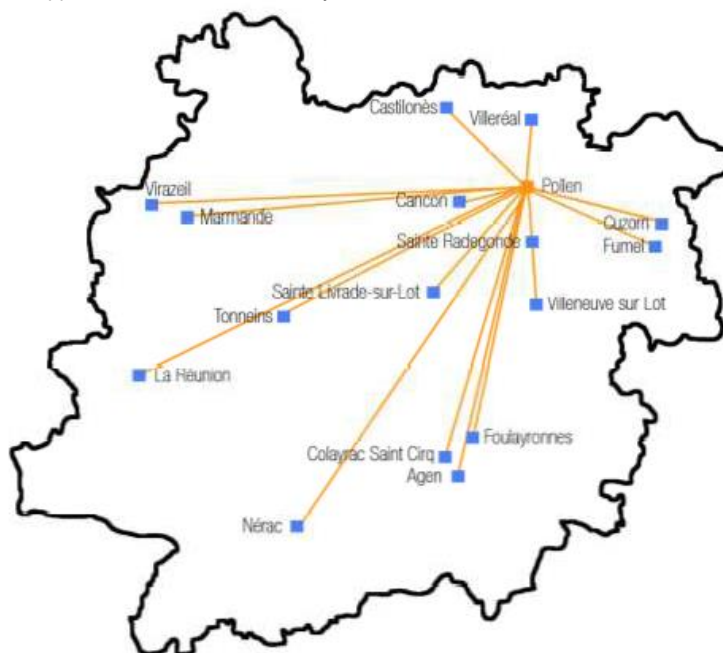 Castilonès
Villeréal
Pollen
Virazeil
Cancon
Marmande
Cuzorn
Sainte Radegonde
Fumel
Sainte Livrade-sur-Lot
Villeneuve sur Lot
Tonneins
La Réunion
Foulayronnes
Colayrac Saint Cirq
Agen
Nérac